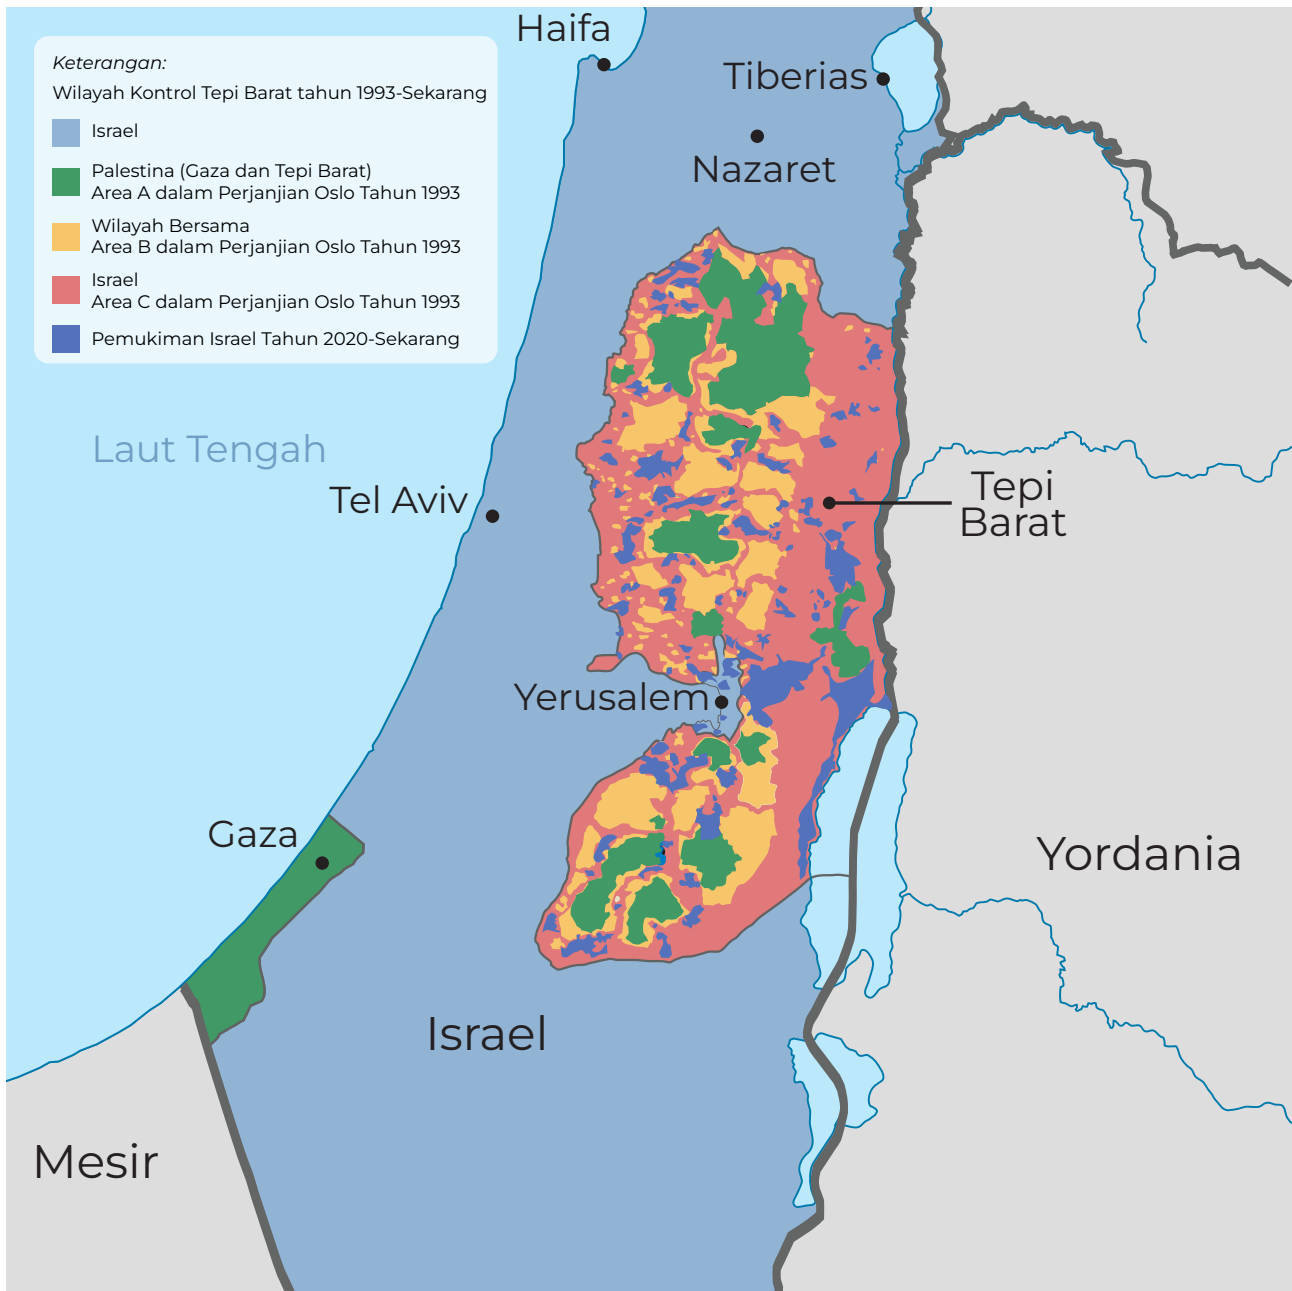 Haifa
Keterangan:
Wilayah Kontrol Tepi Barat tahun 1993-Sekarang
Israel
Palestina (Gaza dan Tepi Barat)
Area A dalam Perjanjian Oslo Tahun 1993
Wilayah Bersama
Area B dalam Perjanjian Oslo Tahun 1993
Israel
Area C dalam Perjanjian Oslo Tahun 1993
Pemukiman Israel Tahun 2020-Sekarang
Tiberias
Nazaret
Laut Tengah
Tel Aviv
Tepi
Barat
Yerusalem
Gaza
Yordania
Israel
Mesir